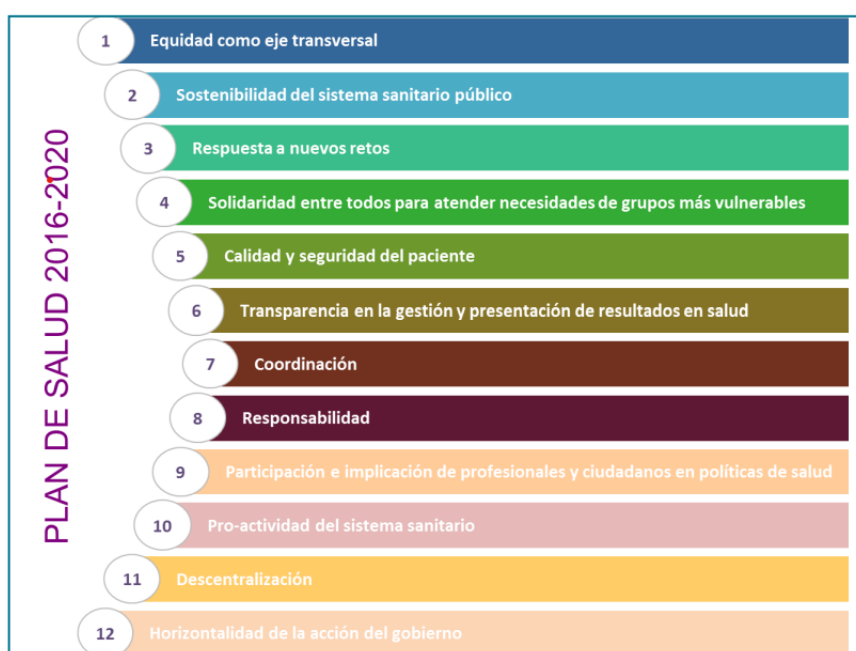 PLAN DE SALUD 2016-2020
1 Equidad como eje transversal
2 Sostenibilidad del sistema sanitario público
3 Respuesta a nuevos retos
4 Solidaridad entre todos para atender necesidades de grupos más vulnerables
5 Calidad y seguridad del paciente
6 Transparencia en la gestión y presentación de resultados en salud
7 Coordinación
8 Responsabilidad
9 Participación e implicación de profesionales y ciudadanos en políticas de salud
10 Pro-actividad del sistema sanitario
11 Descentralización
12 Horizontalidad de la acción del gobierno